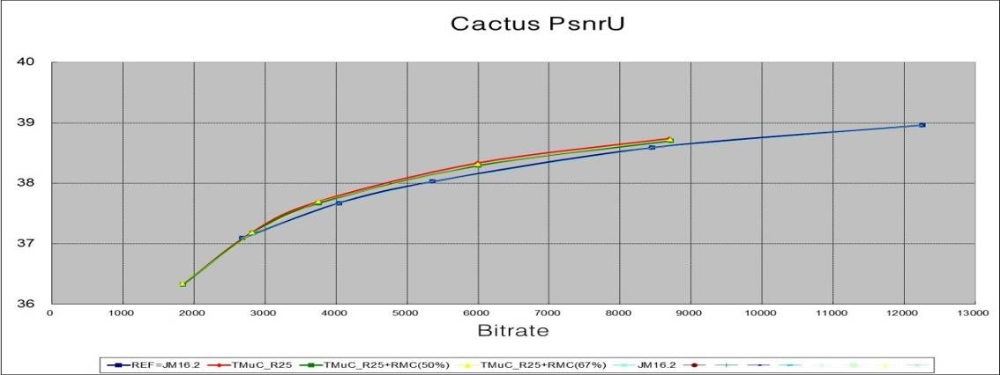 Cactus PsnrU
40
39
38
37
36
0 1000 2000 3000 4000 5000 6000 7000 8000 9000 10000 11000 12000 13000
Bitrate
REF=JM16.2 TMuC_R25 TMuC_R25+RMC(50%) TMuC_R25+RMC(67%) JM16.2